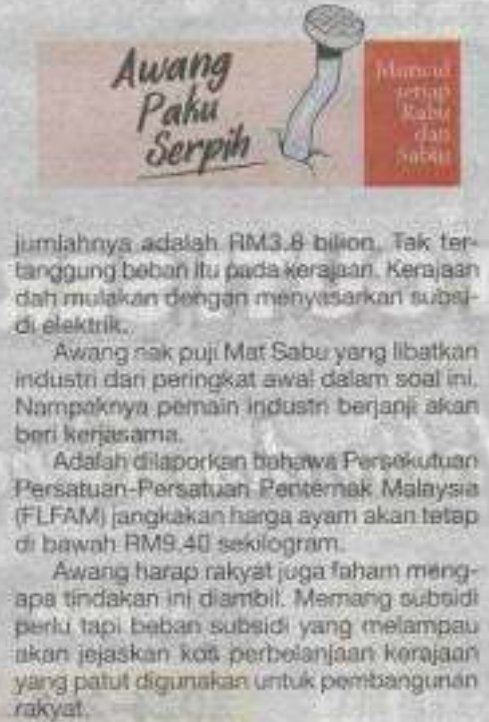 Awang
Paku
Serpih
Muncul
setiap
Rabu
dan
Sabtu
jumlahnya adalah RM3.8 bilion. Tak ter-
tanggung beban itu pada kerajaan. Kerajaan
dah mulakan dengan menyasarkan subsi-
di elektrik.
Awang nak puji Mat Sabu yang libatkan
industri dari peringkat awal dalam soal ini.
Nampaknya pemain industri berjanji akan
beri kerjasama.
Adalah dilaporkan bahawa Persekutuan
Persatuan-Persatuan Penternak Malaysia
(FLFAM) jangkakan harga ayam akan tetap
di bawah RM9.40 sekilogram.
Awang harap rakyat juga faham meng-
apa tindakan ini diambil. Memang subsidi
perlu tapi beban subsidi yang melampau
akan jejaskan kos perbelanjaan kerajaan
yang patut digunakan untuk pembangunan
rakyat.